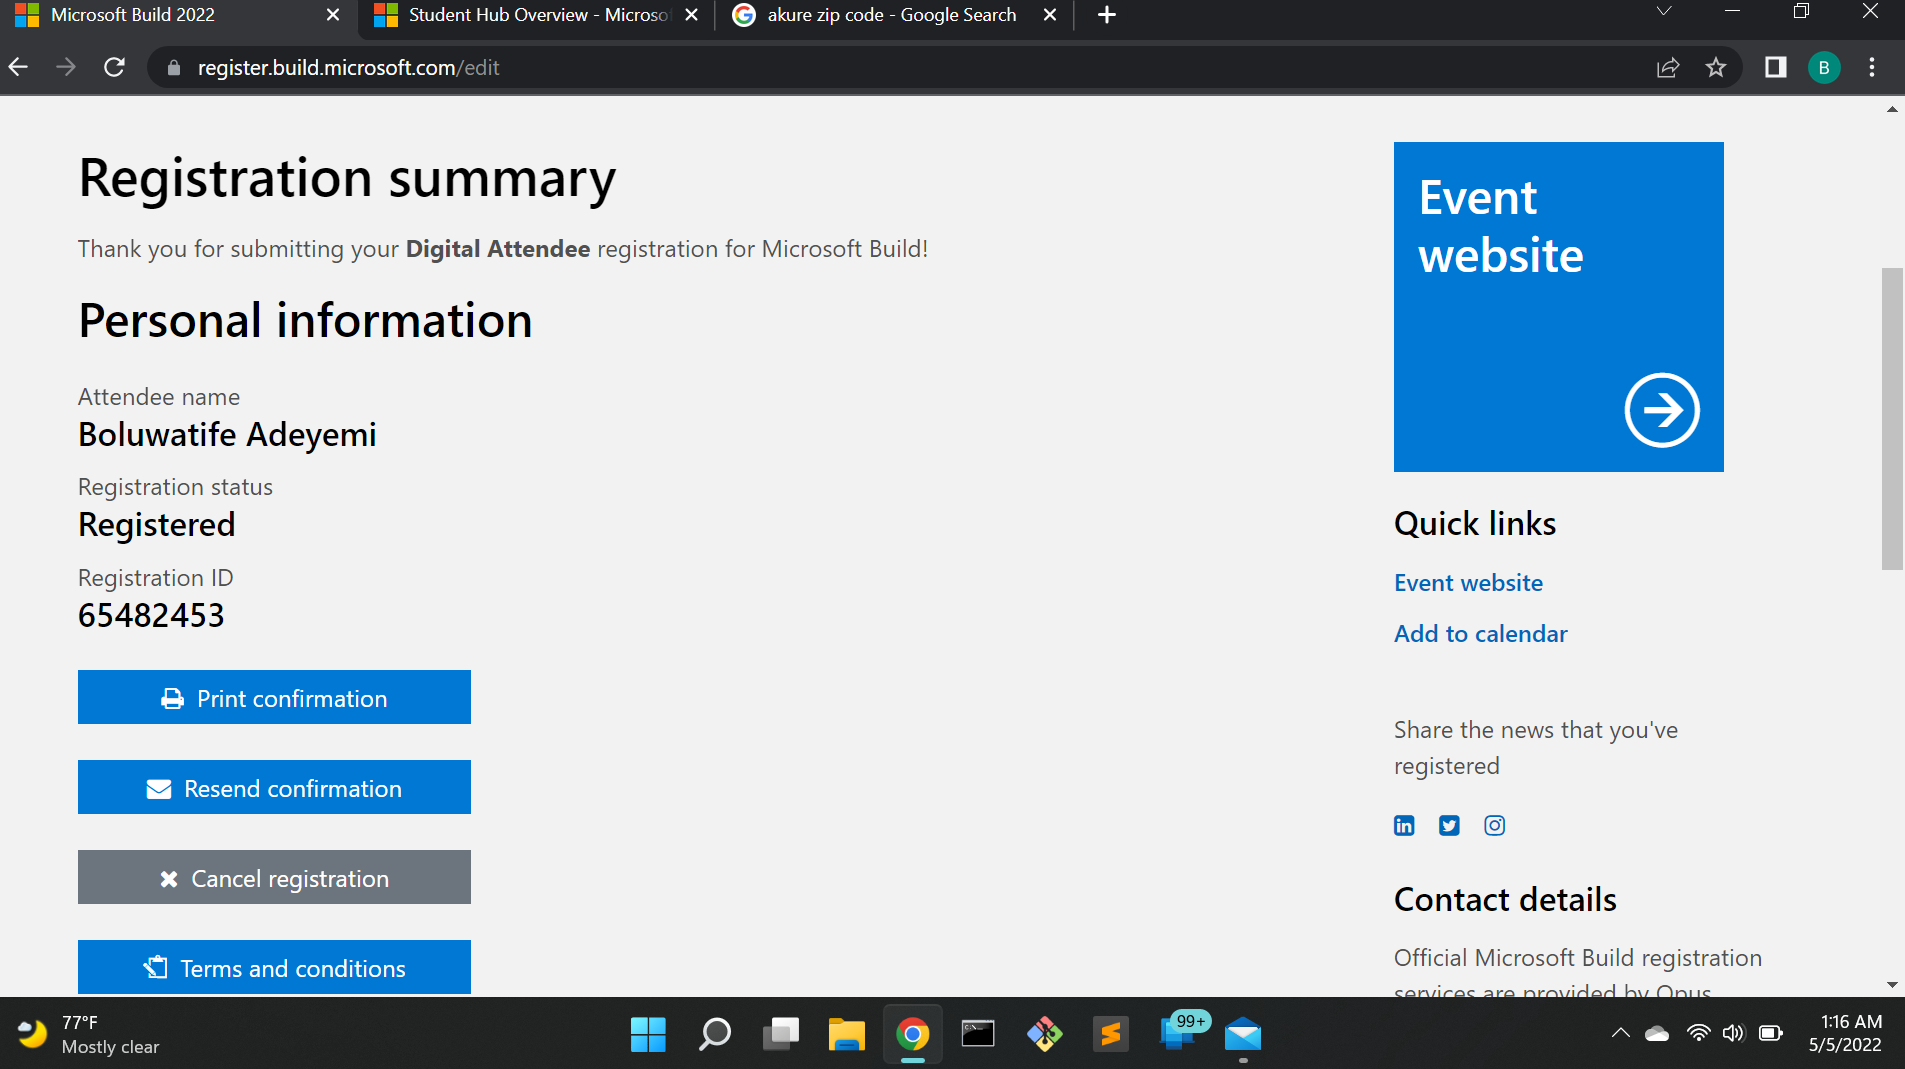 Microsoft Build 2022
Student Hub Overview - Microso
akure zip code - Google Search
register.build.microsoft.com/edit
B
Registration summary
Thank you for submitting your Digital Attendee registration for Microsoft Build!
Personal information
Attendee name
Boluwatife Adeyemi
Registration status
Registered
Registration ID
65482453
Print confirmation
Resend confirmation
Cancel registration
Terms and conditions
Event
website
Quick links
Event website
Add to calendar
Share the news that you've
registered
Contact details
Official Microsoft Build registration
services are provided by Opus
77°F
Mostly clear
99+
1:16 AM
5/5/2022